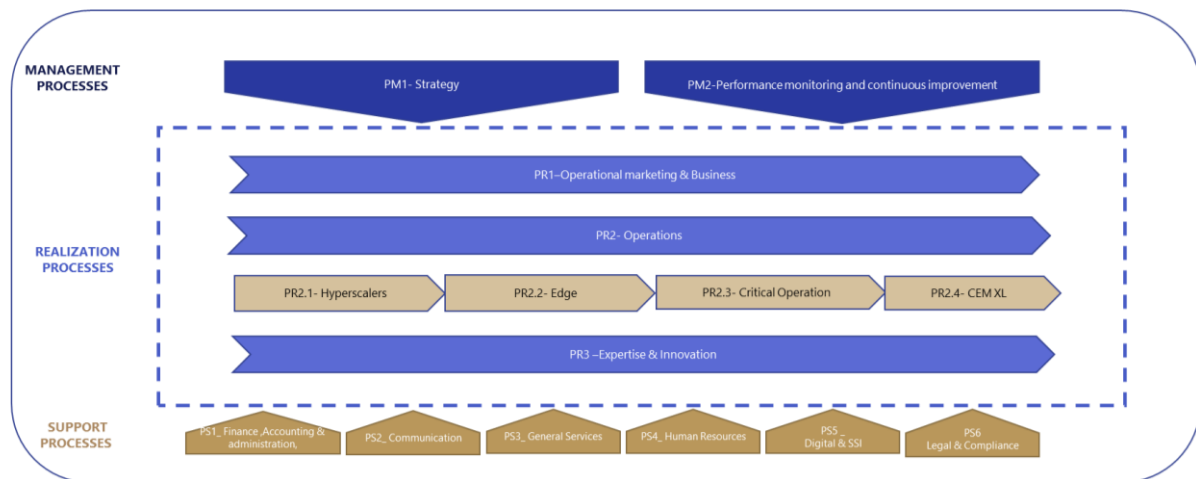 MANAGEMENT
PROCESSES
PM1- Strategy
PM2-Performance monitoring and continuous improvement
REALIZATION
PROCESSES
PR1–Operational marketing & Business
PR2- Operations
PR2.1- Hyperscalers
PR2.2- Edge
PR2.3- Critical Operation
PR2.4- CEM XL
PR3 –Expertise & Innovation
SUPPORT
PROCESSES
PS1_ Finance ,Accounting &
administration,
PS2_ Communication
PS3_ General Services
PS4_ Human Resources
PS5 _
Digital & SSI
PS6
Legal & Compliance